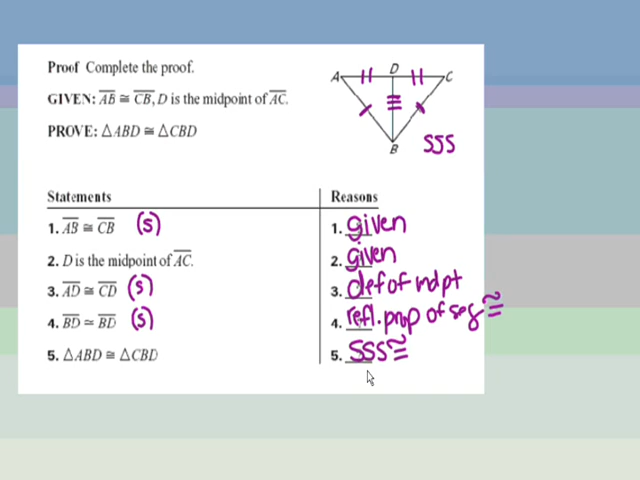 Proof Complete the proof.
GIVEN: AB ≅ CB, D is the midpoint of AC.
PROVE: △ABD ≅ △CBD
A D C
B
SSS
Statements Reasons
1. AB ≅ CB (S) 1. given
2. D is the midpoint of AC. 2. given
3. AD ≅ CD (S) 3. def of mdpt
4. BD ≃ BD (S) 4. refl. prop of seg ≅
5. △ABD ≅ △CBD 5. SSS≅